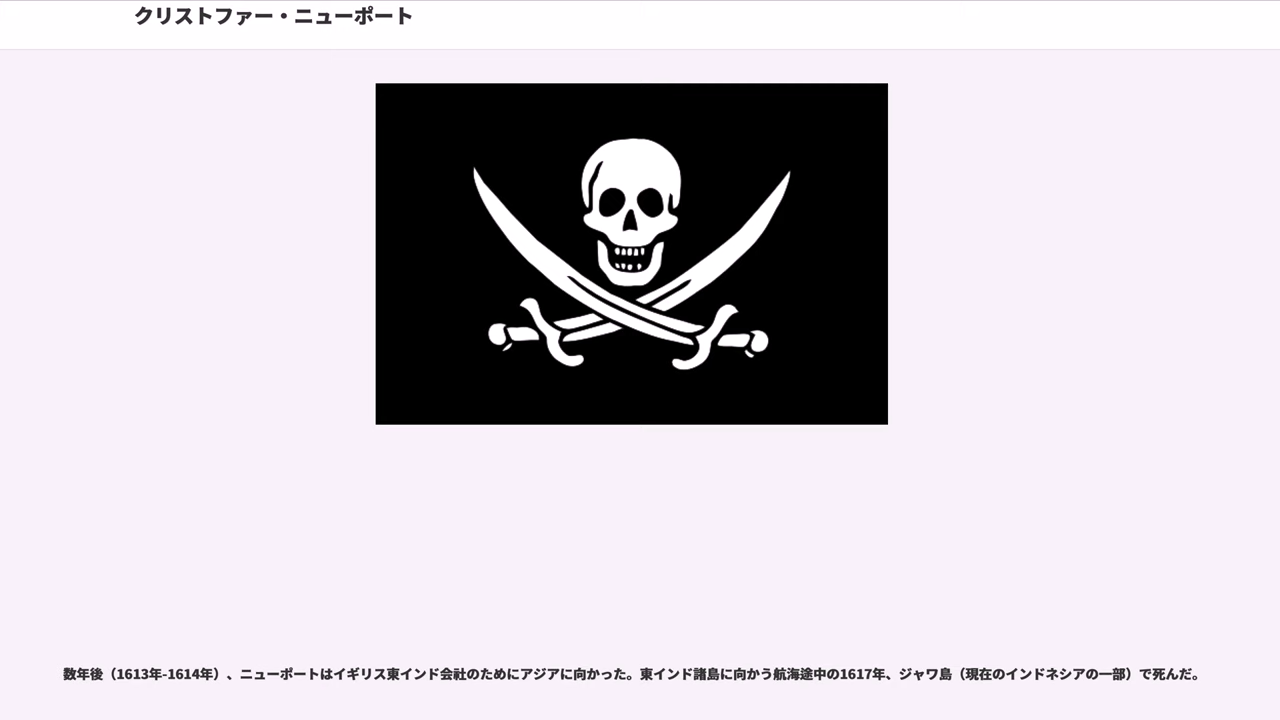 クリストファー・ニューポート
数年後（1613年-1614年）、ニューポートはイギリス東インド会社のためにアジアに向かった。東インド諸島に向かう航海途中の1617年、ジャワ島（現在のインドネシアの一部）で死んだ。